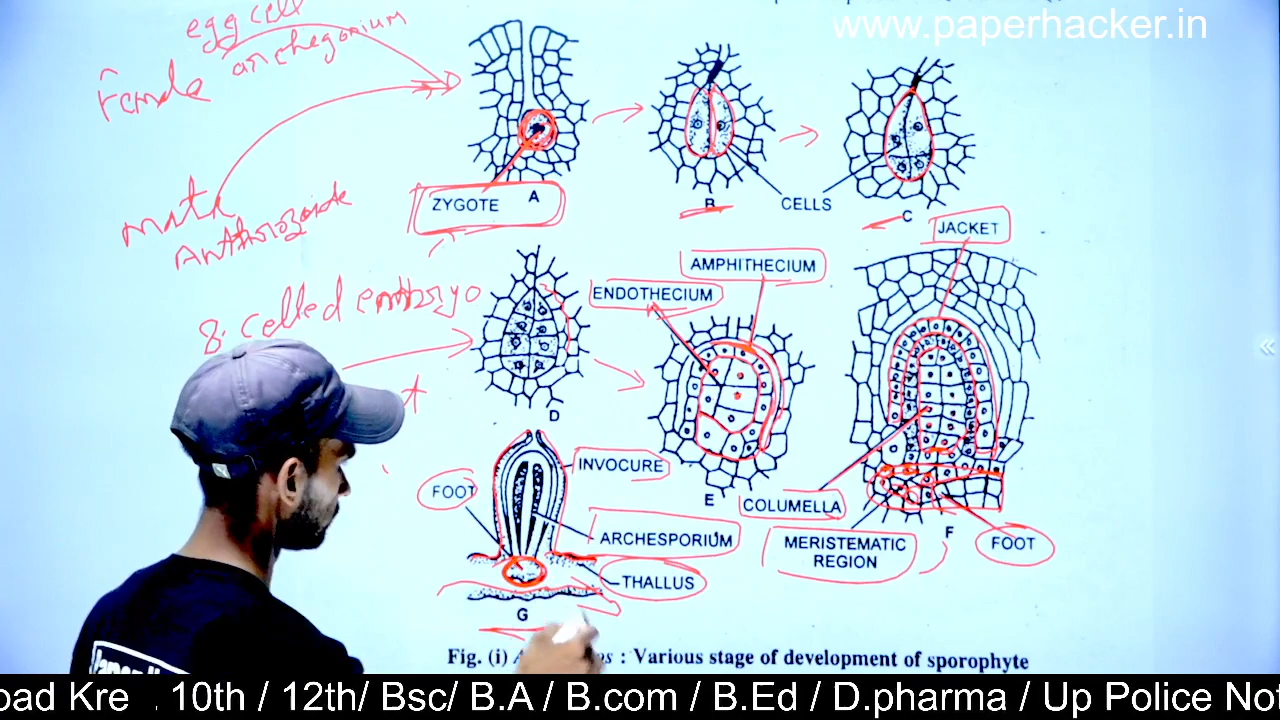 www.paperhacker.in
egg cell
archegonium
Female
Anthrozoide
ZYGOTE
A
B
CELLS
C
JACKET
AMPHITHECIUM
ENDOTHECIUM
8. celled embryo
D
E
INVOCURE
FOOT
COLUMELLA
ARCHESPORIUM
MERISTEMATIC
REGION
F
FOOT
THALLUS
G
Fig. (i) : Various stage of development of sporophyte
Kre . 10th / 12th/ Bsc/ B.A / B.com / B.Ed / D.pharma / Up Police